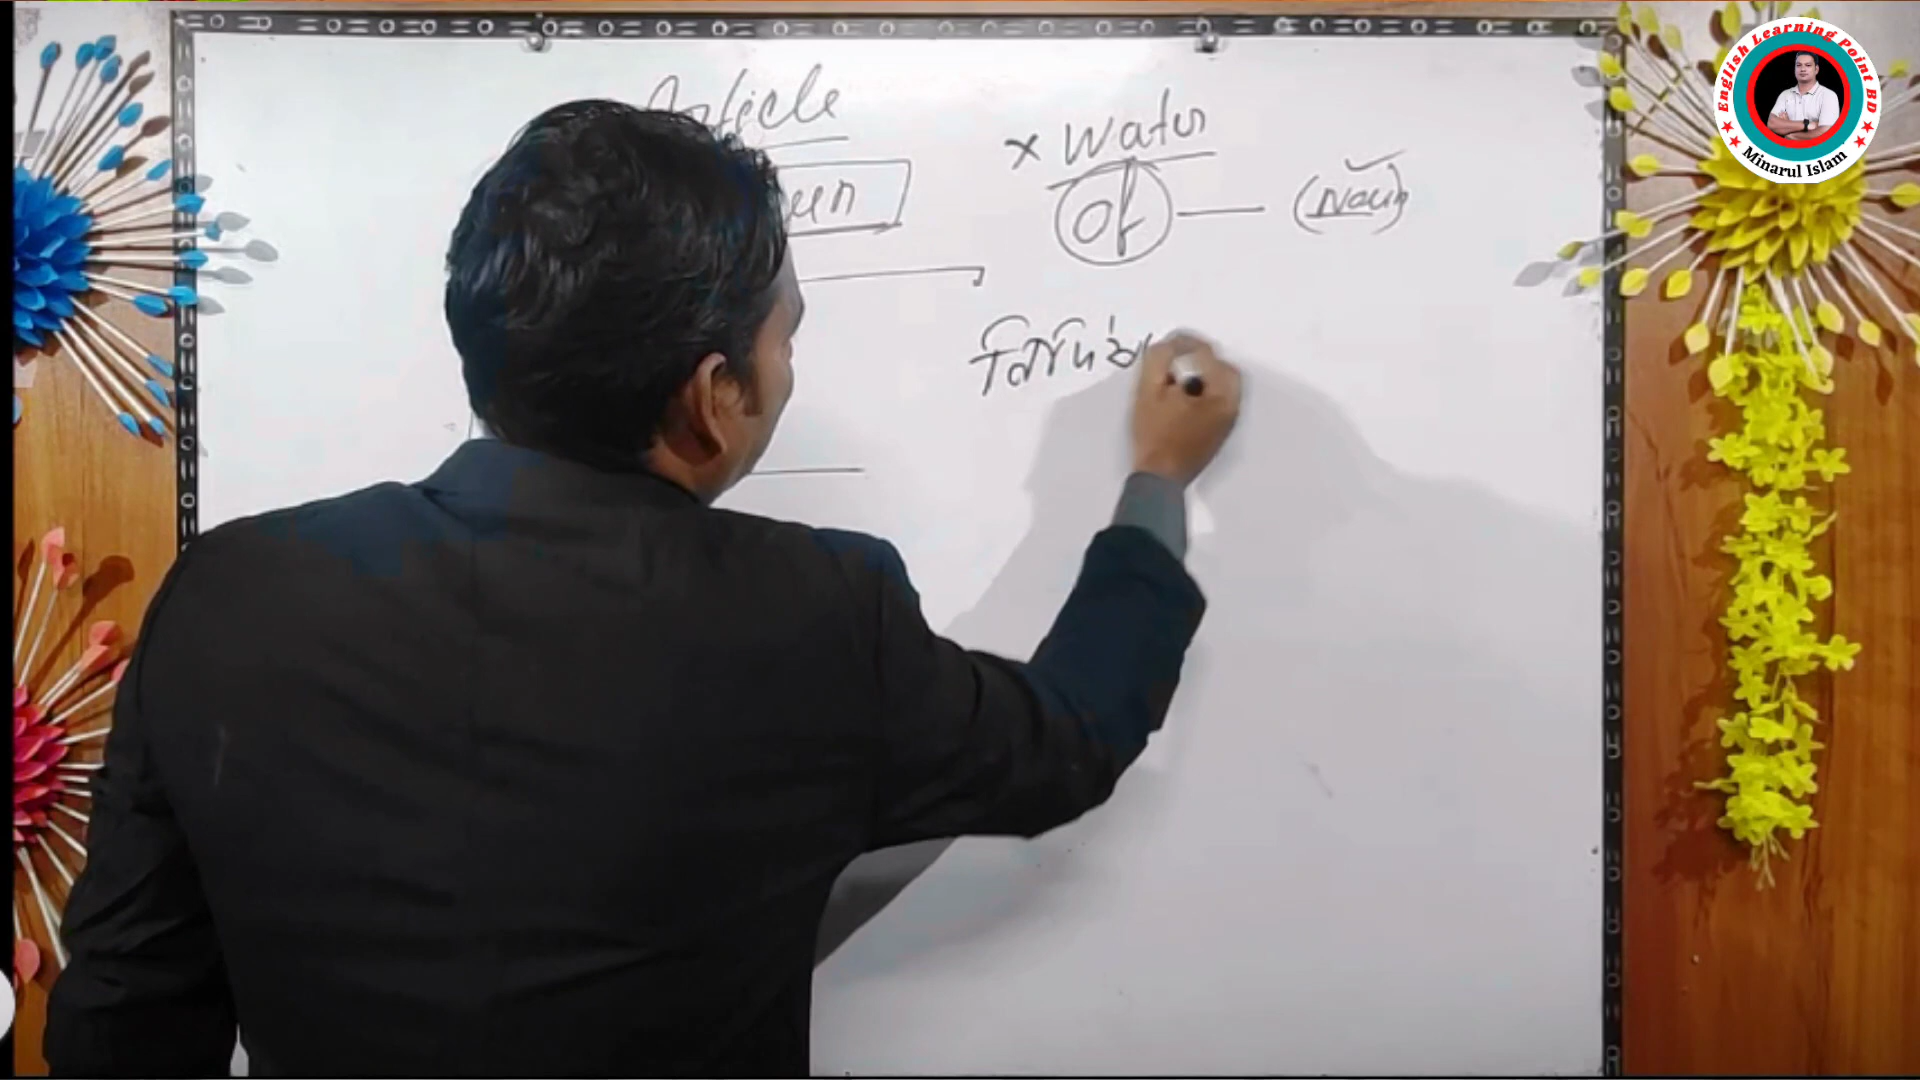 Article
× Water
of — (Noun)
English Learning Point BD
Minarul Islam